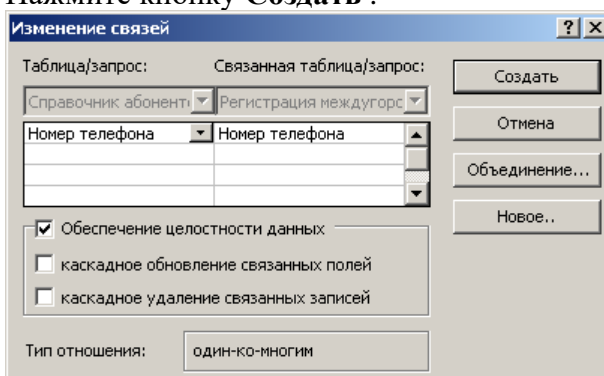 Нажмите кнопку Создать .
Изменение связей
Таблица/запрос: Связанная таблица/запрос:
Справочник абоненто Регистрация междугорс
Номер телефона Номер телефона
Обеспечение целостности данных
каскадное обновление связанных полей
каскадное удаление связанных записей
Тип отношения: один-ко-многим
Создать
Отмена
Объединение...
Новое..